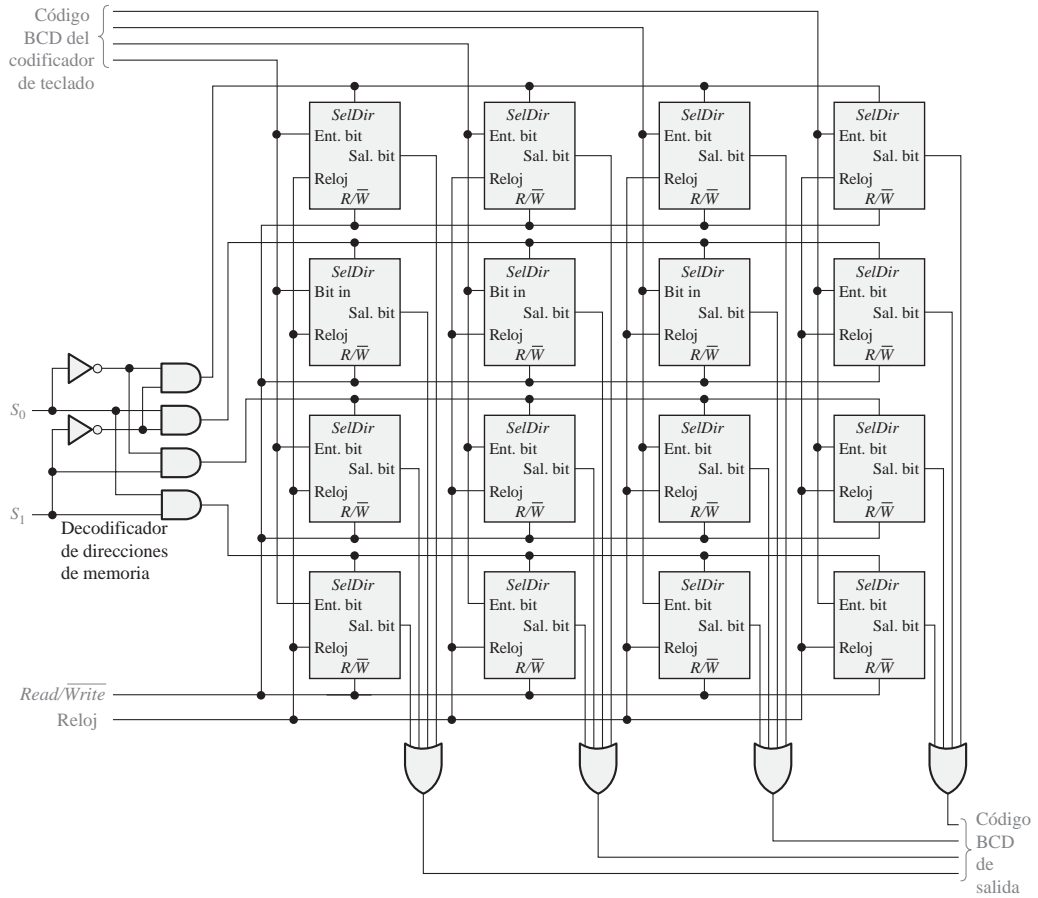 Código
BCD del
codificador
de teclado
SelDir
Ent. bit
Sal. bit
Reloj
R/W̅
SelDir
Ent. bit
Sal. bit
Reloj
R/W̅
SelDir
Ent. bit
Sal. bit
Reloj
R/W̅
SelDir
Ent. bit
Sal. bit
Reloj
R/W̅
SelDir
Bit in
Sal. bit
Reloj
R/W̅
SelDir
Bit in
Sal. bit
Reloj
R/W̅
SelDir
Bit in
Sal. bit
Reloj
R/W̅
SelDir
Ent. bit
Sal. bit
Reloj
R/W̅
S₀
S₁
Decodificador
de direcciones
de memoria
SelDir
Ent. bit
Sal. bit
Reloj
R/W̅
SelDir
Ent. bit
Sal. bit
Reloj
R/W̅
SelDir
Ent. bit
Sal. bit
Reloj
R/W̅
SelDir
Ent. bit
Sal. bit
Reloj
R/W̅
SelDir
Ent. bit
Sal. bit
Reloj
R/W̅
SelDir
Ent. bit
Sal. bit
Reloj
R/W̅
SelDir
Ent. bit
Sal. bit
Reloj
R/W̅
SelDir
Ent. bit
Sal. bit
Reloj
R/W̅
Read/W̅r̅i̅t̅e̅
Reloj
Código
BCD
de
salida